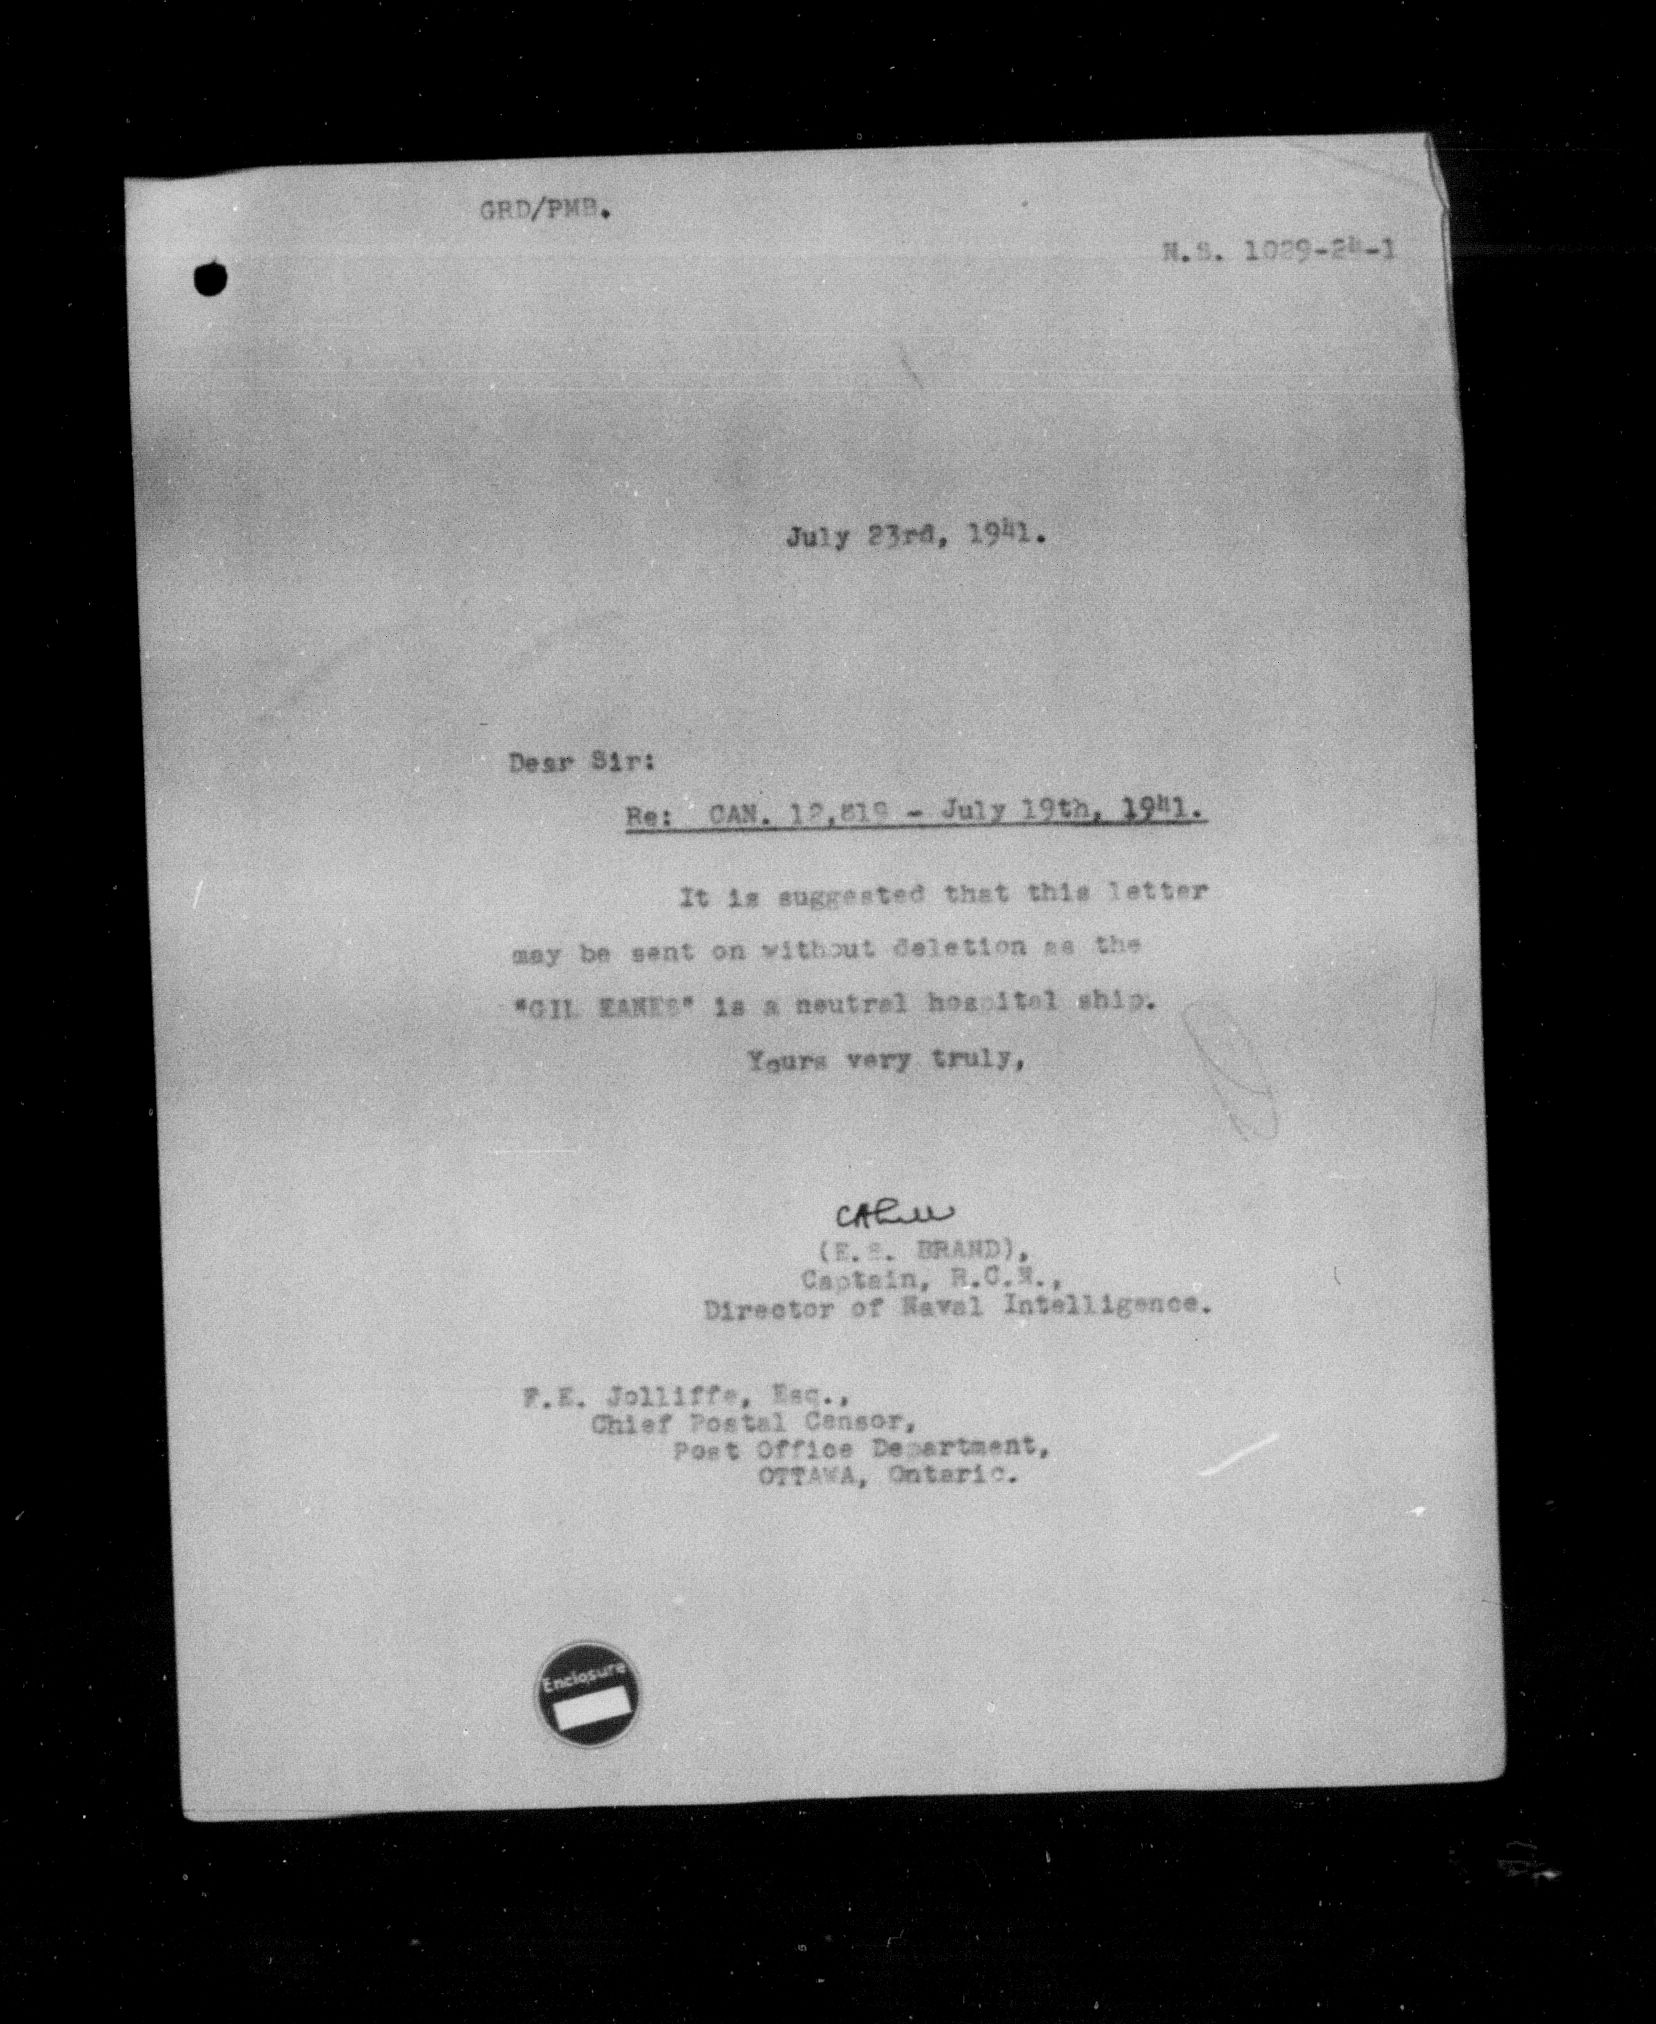 GRD/PMB.
N.S. 1029-24-1
July 23rd, 1941.
Dear Sir:
Re: CAN. 12,819 - July 19th, 1941.
It is suggested that this letter
may be sent on without deletion as the
"GIL EANES" is a neutral hospital ship.
Yours very truly,
(E.S. BRAND),
Captain, R.C.N.,
Director of Naval Intelligence.
F.E. Jolliffe, Esq.,
Chief Postal Censor,
Post Office Department,
OTTAWA, Ontario.
Enclosure